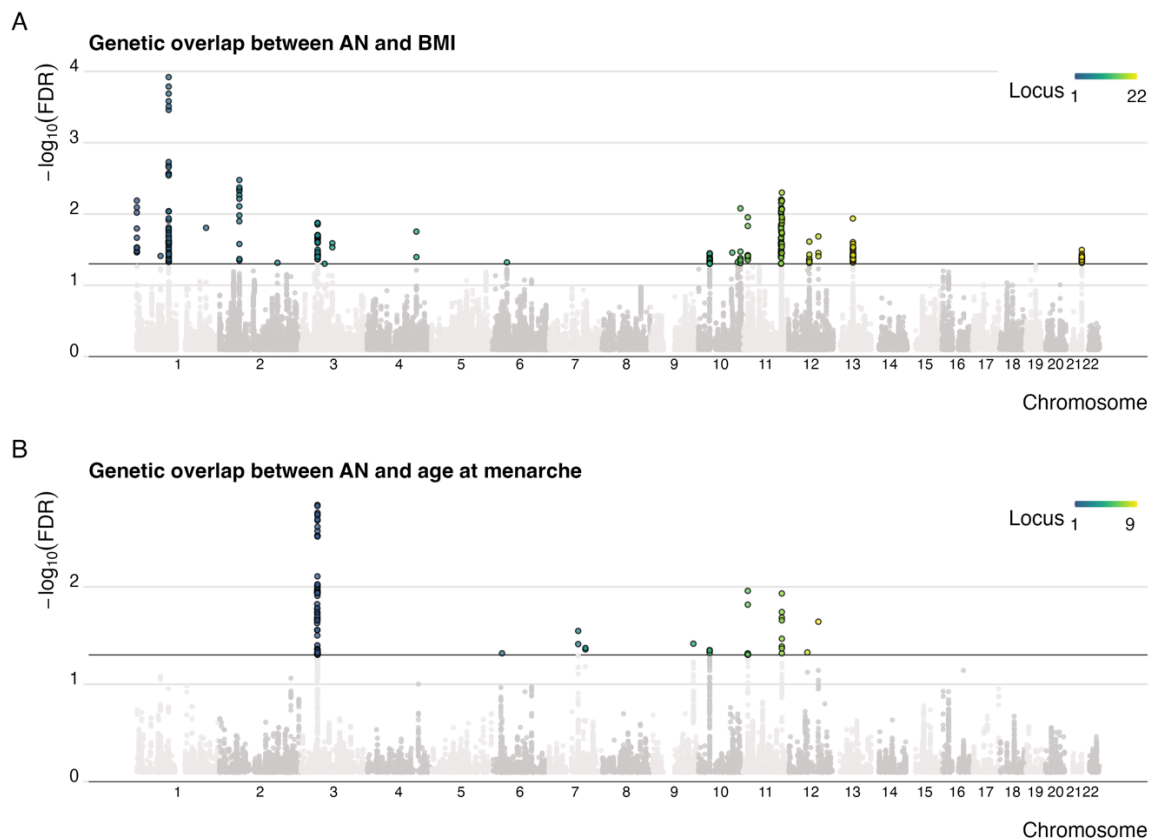 A
Genetic overlap between AN and BMI
−log10(FDR)
4
3
2
1
0
Locus
1 22
1 2 3 4 5 6 7 8 9 10 11 12 13 14 15 16 17 18 19 20 21 22
Chromosome
B
Genetic overlap between AN and age at menarche
−log10(FDR)
2
1
0
Locus
1 9
1 2 3 4 5 6 7 8 9 10 11 12 13 14 15 16 17 18 19 20 21 22
Chromosome